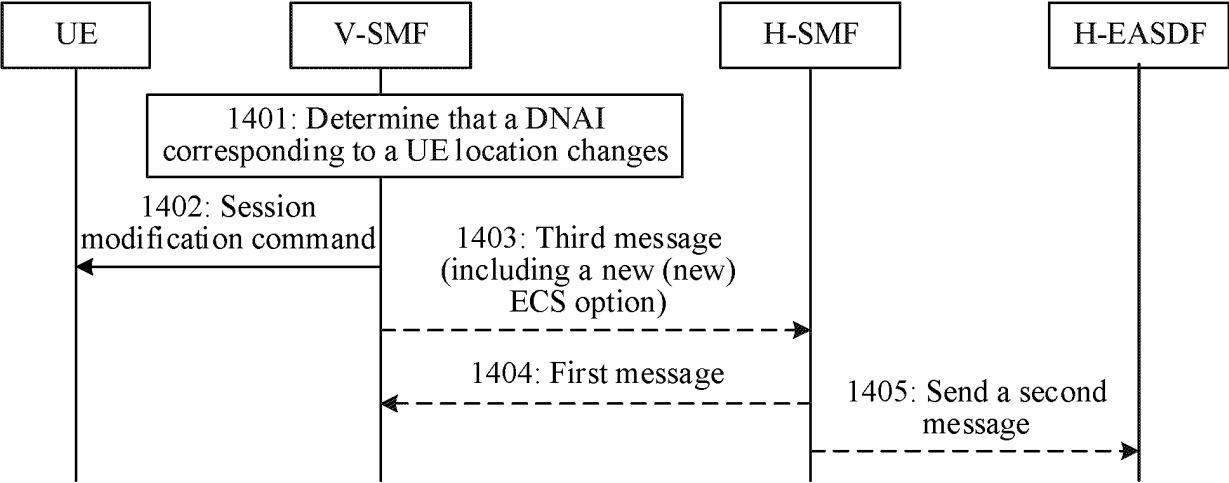 UE
V-SMF
H-SMF
H-EASDF
1401: Determine that a DNAI
corresponding to a UE location changes
1402: Session
modification command
1403: Third message
(including a new (new)
ECS option)
1404: First message
1405: Send a second
message